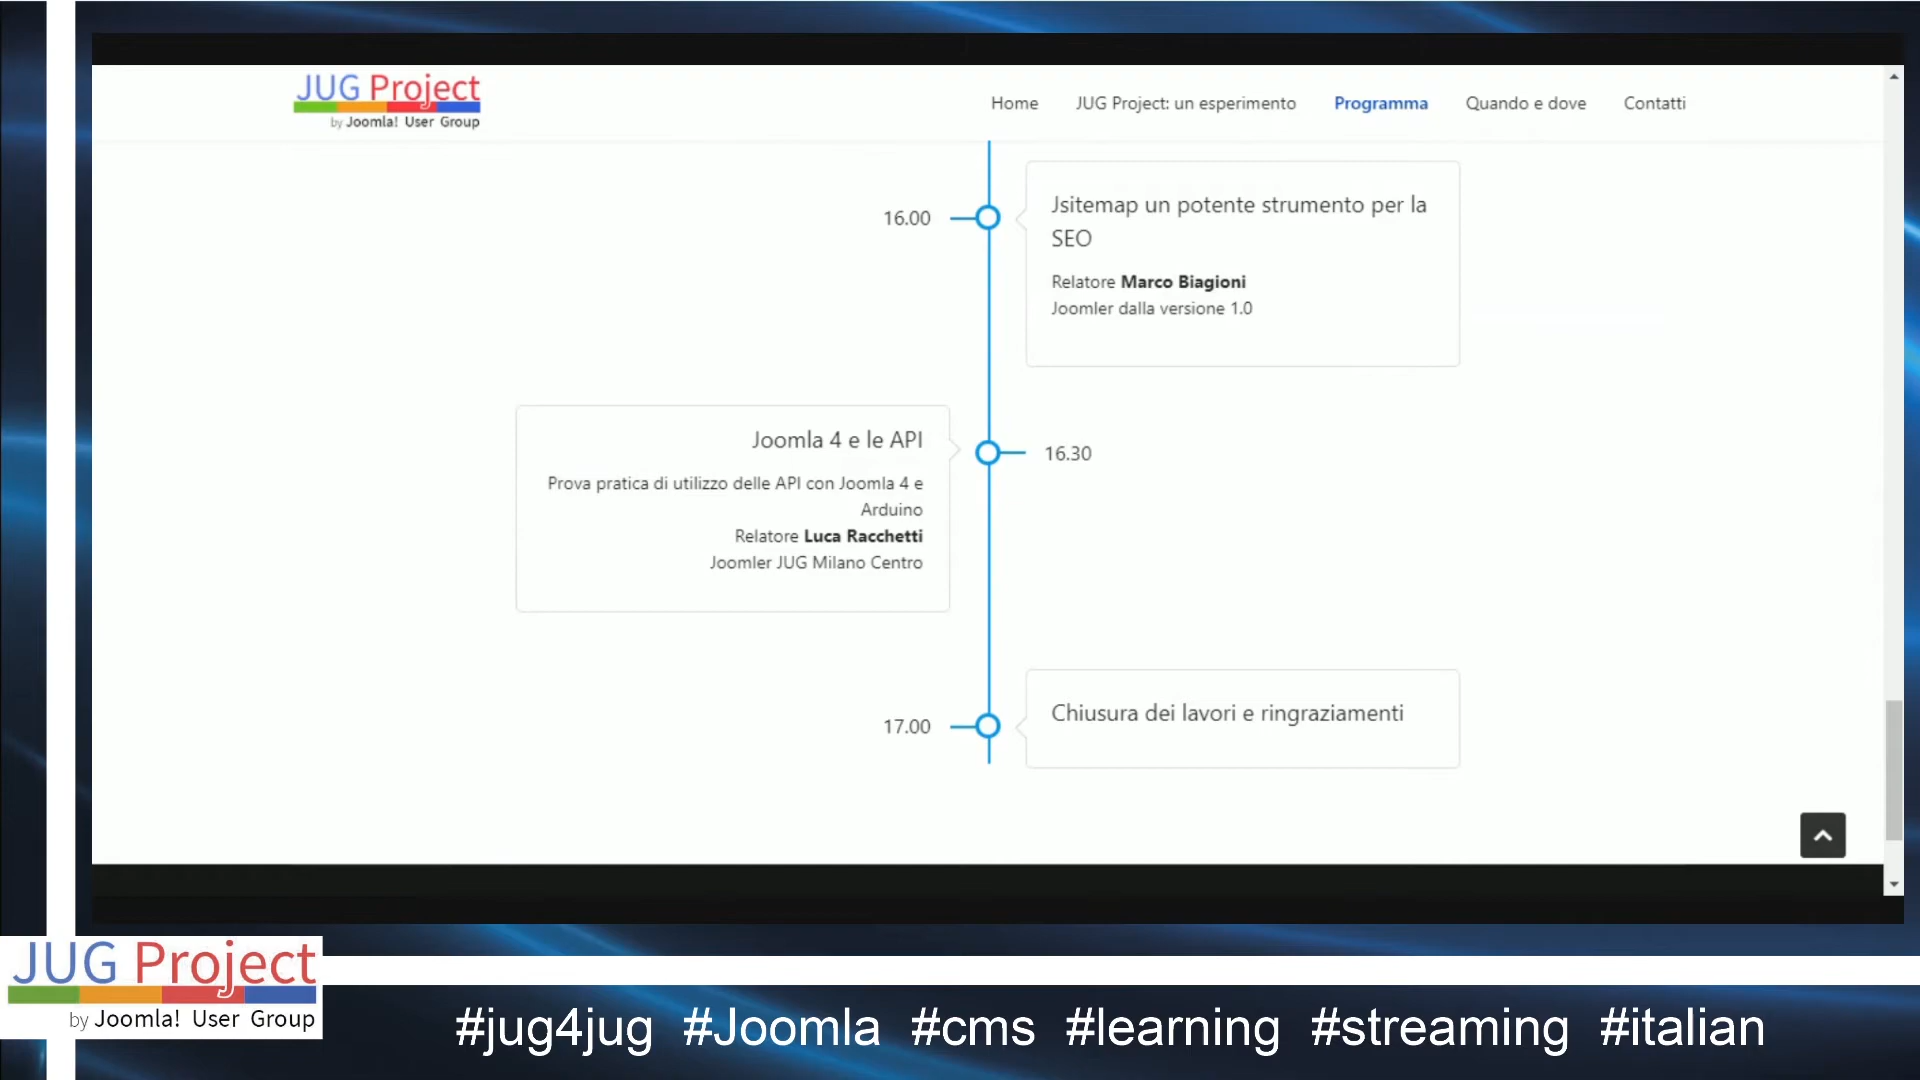 JUG Project
by Joomla! User Group
Home JUG Project: un esperimento Programma Quando e dove Contatti
16.00
Jsitemap un potente strumento per la
SEO
Relatore Marco Biagioni
Joomler dalla versione 1.0
Joomla 4 e le API
Prova pratica di utilizzo delle API con Joomla 4 e
Arduino
Relatore Luca Racchetti
Joomler JUG Milano Centro
16.30
17.00
Chiusura dei lavori e ringraziamenti
JUG Project
by Joomla! User Group
#jug4jug #Joomla #cms #learning #streaming #italian